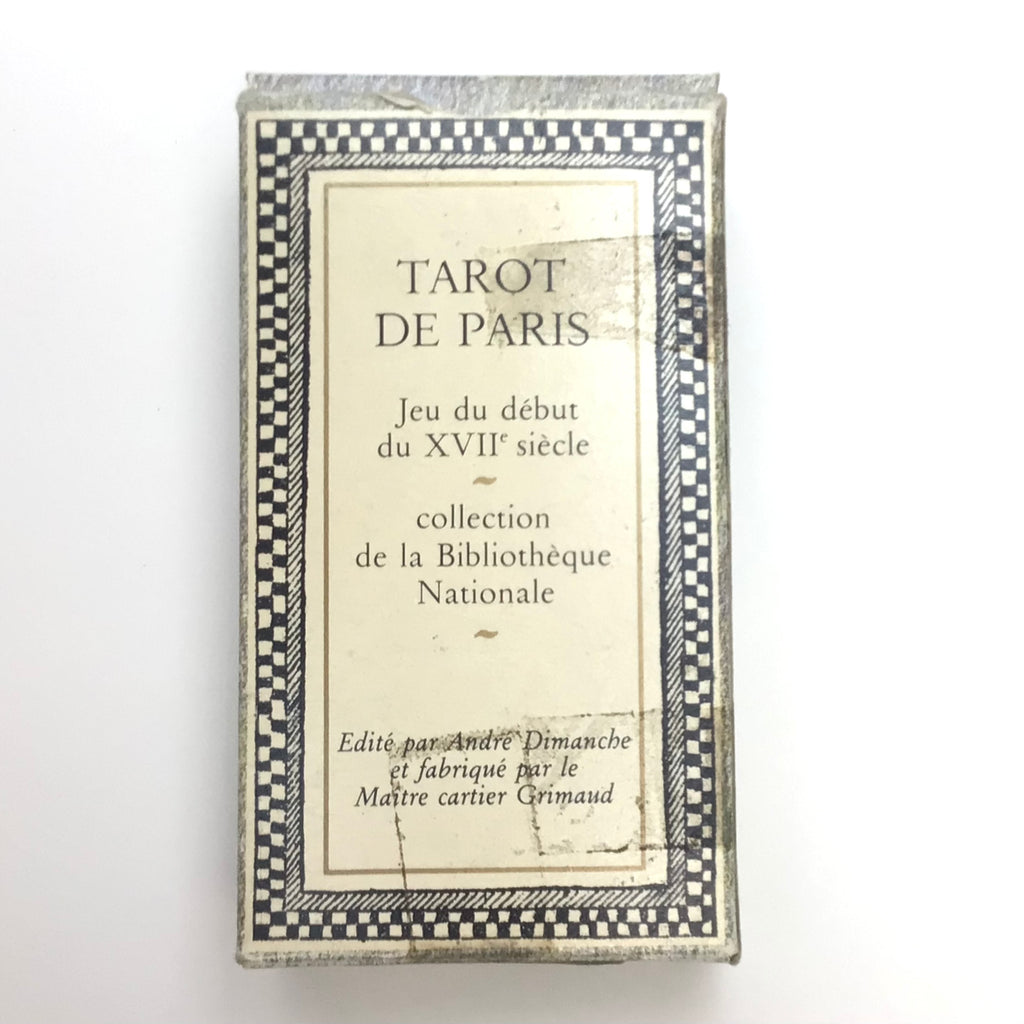 TAROT
DE PARIS
Jeu du début
du XVIIe siècle
~
collection
de la Bibliothèque
Nationale
~
Edité par André Dimanche
et fabriqué par le
Maître cartier Grimaud